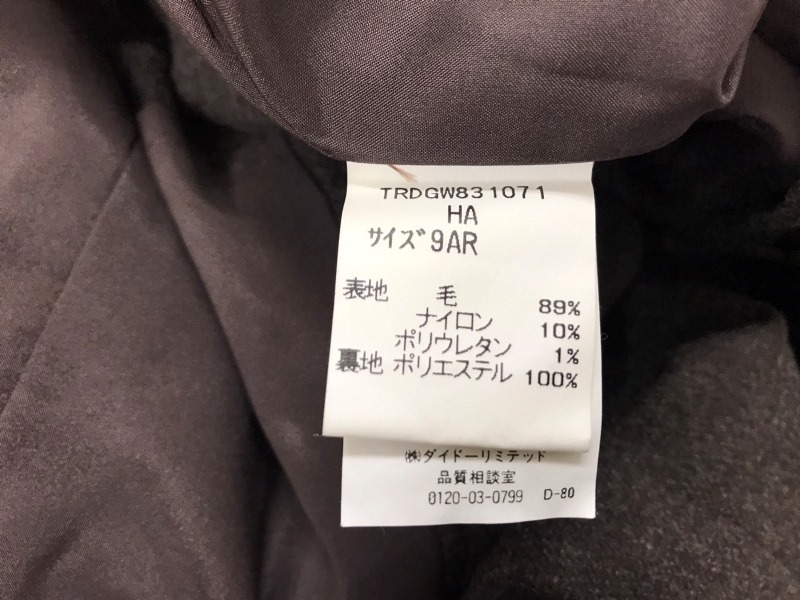 TRDGW831071
HA
サイズ 9AR
表地 毛 89%
ナイロン 10%
ポリウレタン 1%
裏地 ポリエステル 100%
㈱ダイドーリミテッド
品質相談室
0120-03-0799 D-80